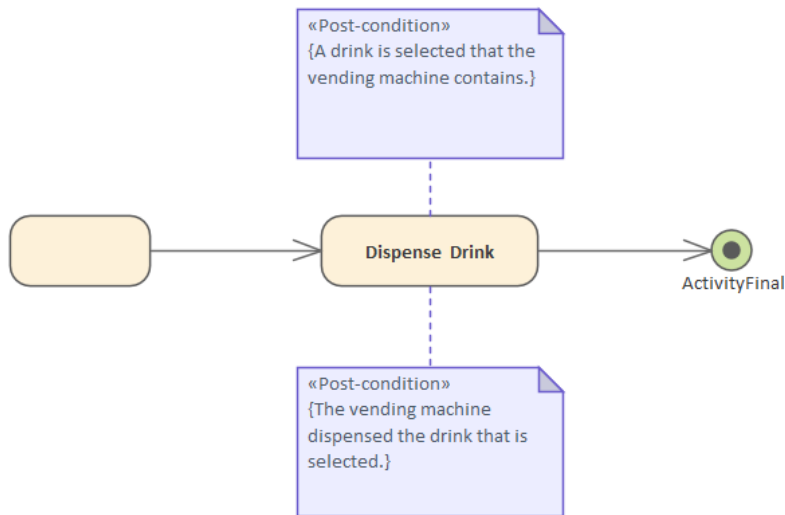 «Post-condition»
{A drink is selected that the
vending machine contains.}
Dispense Drink
ActivityFinal
«Post-condition»
{The vending machine
dispensed the drink that is
selected.}